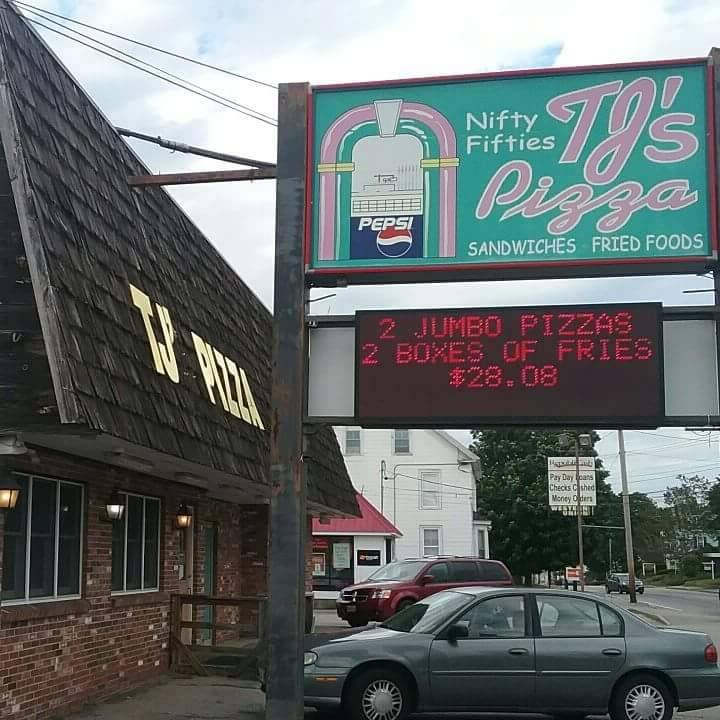 Nifty Fifties
TJ's
Pizza
PEPSI
SANDWICHES FRIED FOODS
2 JUMBO PIZZAS
2 BOXES OF FRIES
$28.08
TJ'S PIZZA
Pay Day Loans
Checks Cashed
Money Orders